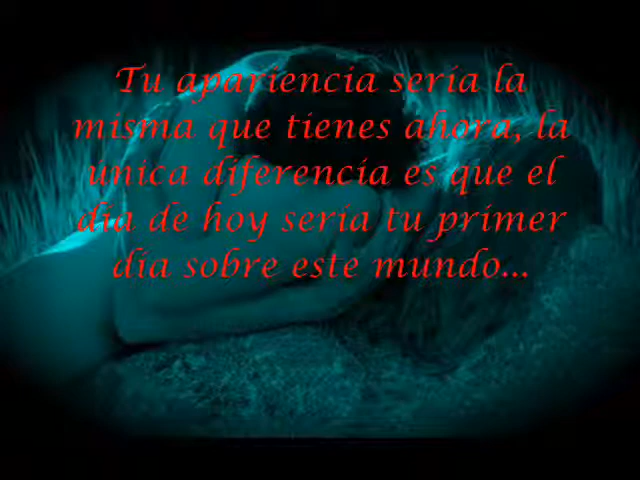 Tu apariencia sería la
misma que tienes ahora, la
única diferencia es que el
día de hoy sería tu primer
día sobre este mundo...